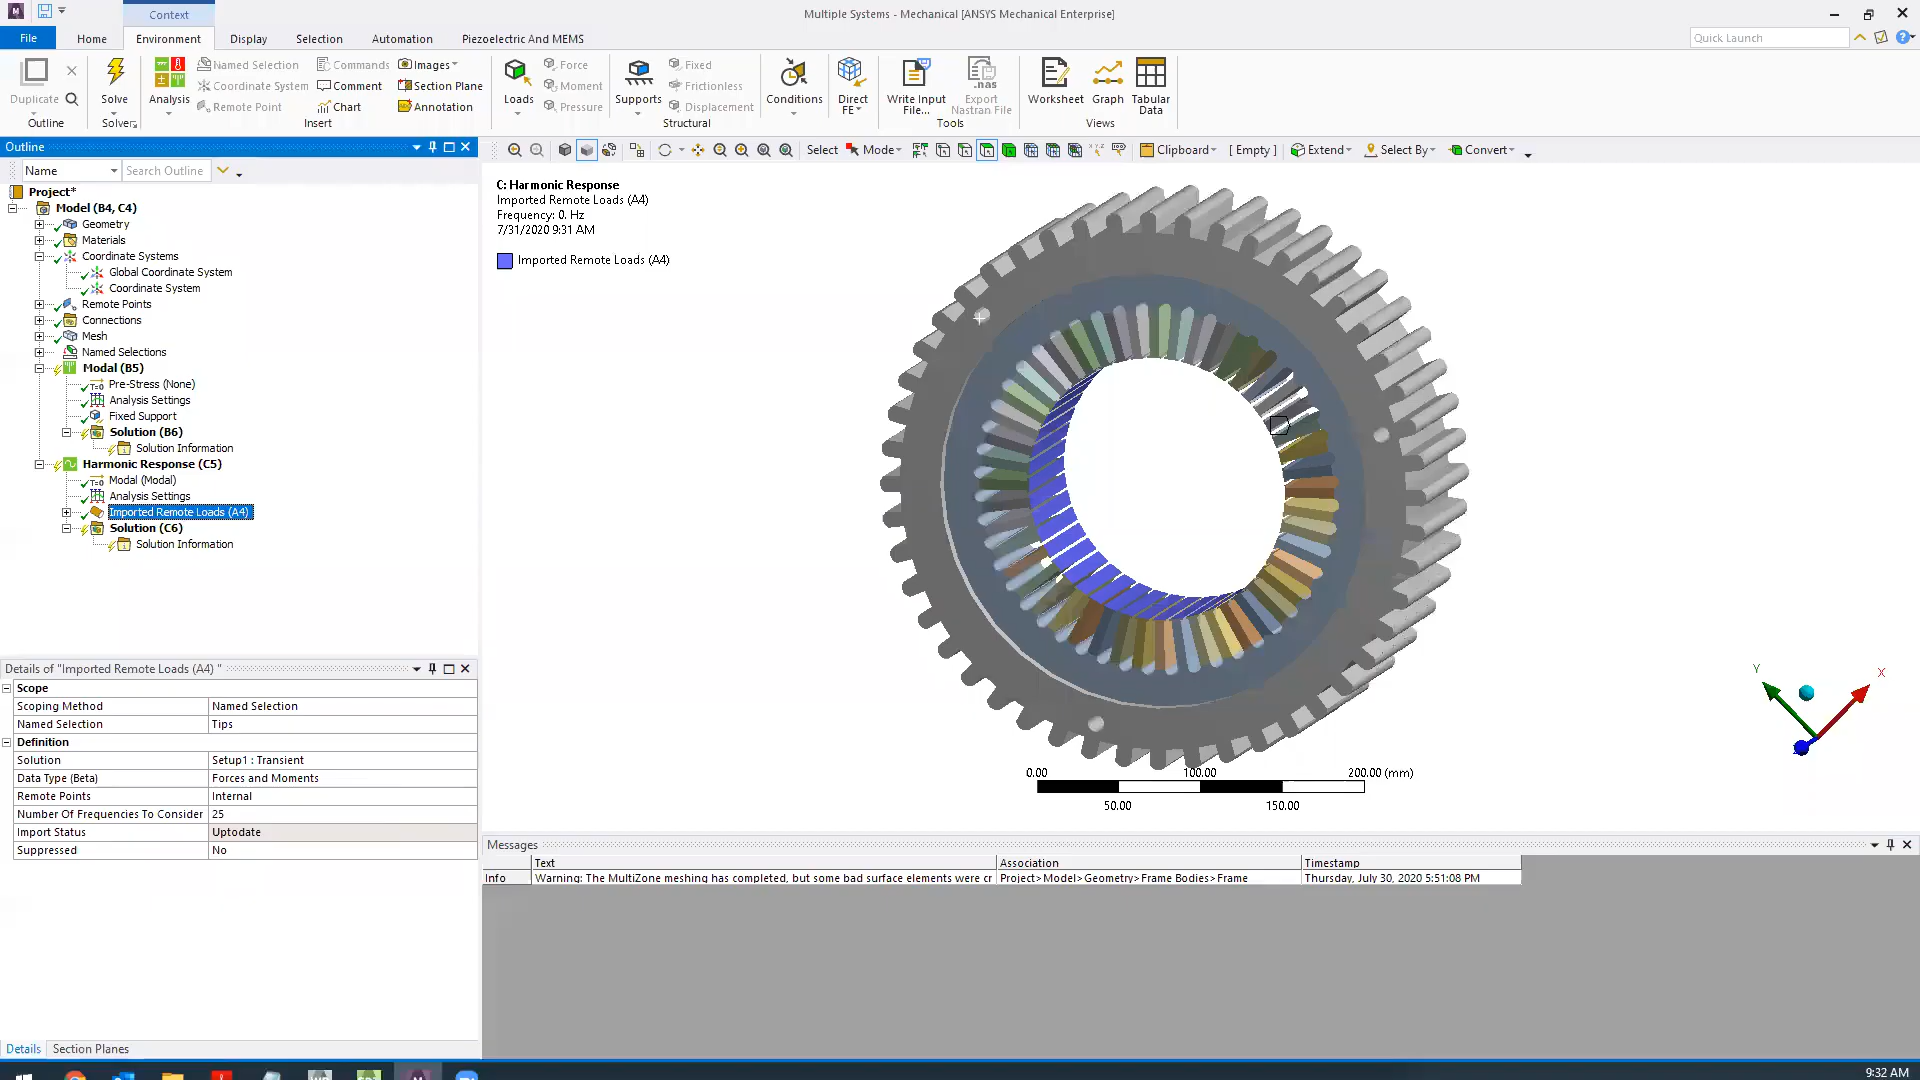 Context
Multiple Systems - Mechanical [ANSYS Mechanical Enterprise]
File Home Environment Display Selection Automation Piezoelectric And MEMS
Quick Launch
Duplicate
Outline
Solve
Solver
Analysis
Named Selection
Coordinate System
Remote Point
Commands
Comment
Chart
Images
Section Plane
Annotation
Insert
Loads
Force
Moment
Pressure
Supports
Fixed
Frictionless
Displacement
Structural
Conditions
Direct
FE
Write Input
File...
Export
Nastran File
.nas
Tools
Worksheet
Graph
Tabular
Data
Views
Outline
Name
Search Outline
Select Mode Clipboard [ Empty ] Extend Select By Convert
Project*
Model (B4, C4)
Geometry
Materials
Coordinate Systems
Global Coordinate System
Coordinate System
Remote Points
Connections
Mesh
Named Selections
Modal (B5)
Pre-Stress (None)
Analysis Settings
Fixed Support
Solution (B6)
Solution Information
Harmonic Response (C5)
Modal (Modal)
Analysis Settings
Imported Remote Loads (A4)
Solution (C6)
Solution Information
C: Harmonic Response
Imported Remote Loads (A4)
Frequency: 0. Hz
7/31/2020 9:31 AM
Imported Remote Loads (A4)
Y
X
0.00 100.00 200.00 (mm)
50.00 150.00
Details of "Imported Remote Loads (A4) "
Scope
Scoping Method Named Selection
Named Selection Tips
Definition
Solution Setup1 : Transient
Data Type (Beta) Forces and Moments
Remote Points Internal
Number Of Frequencies To Consider 25
Import Status Uptodate
Suppressed No
Details Section Planes
Messages
Text Association Timestamp
Info Warning: The MultiZone meshing has completed, but some bad surface elements were cr Project>Model>Geometry>Frame Bodies>Frame Thursday, July 30, 2020 5:51:08 PM
9:32 AM